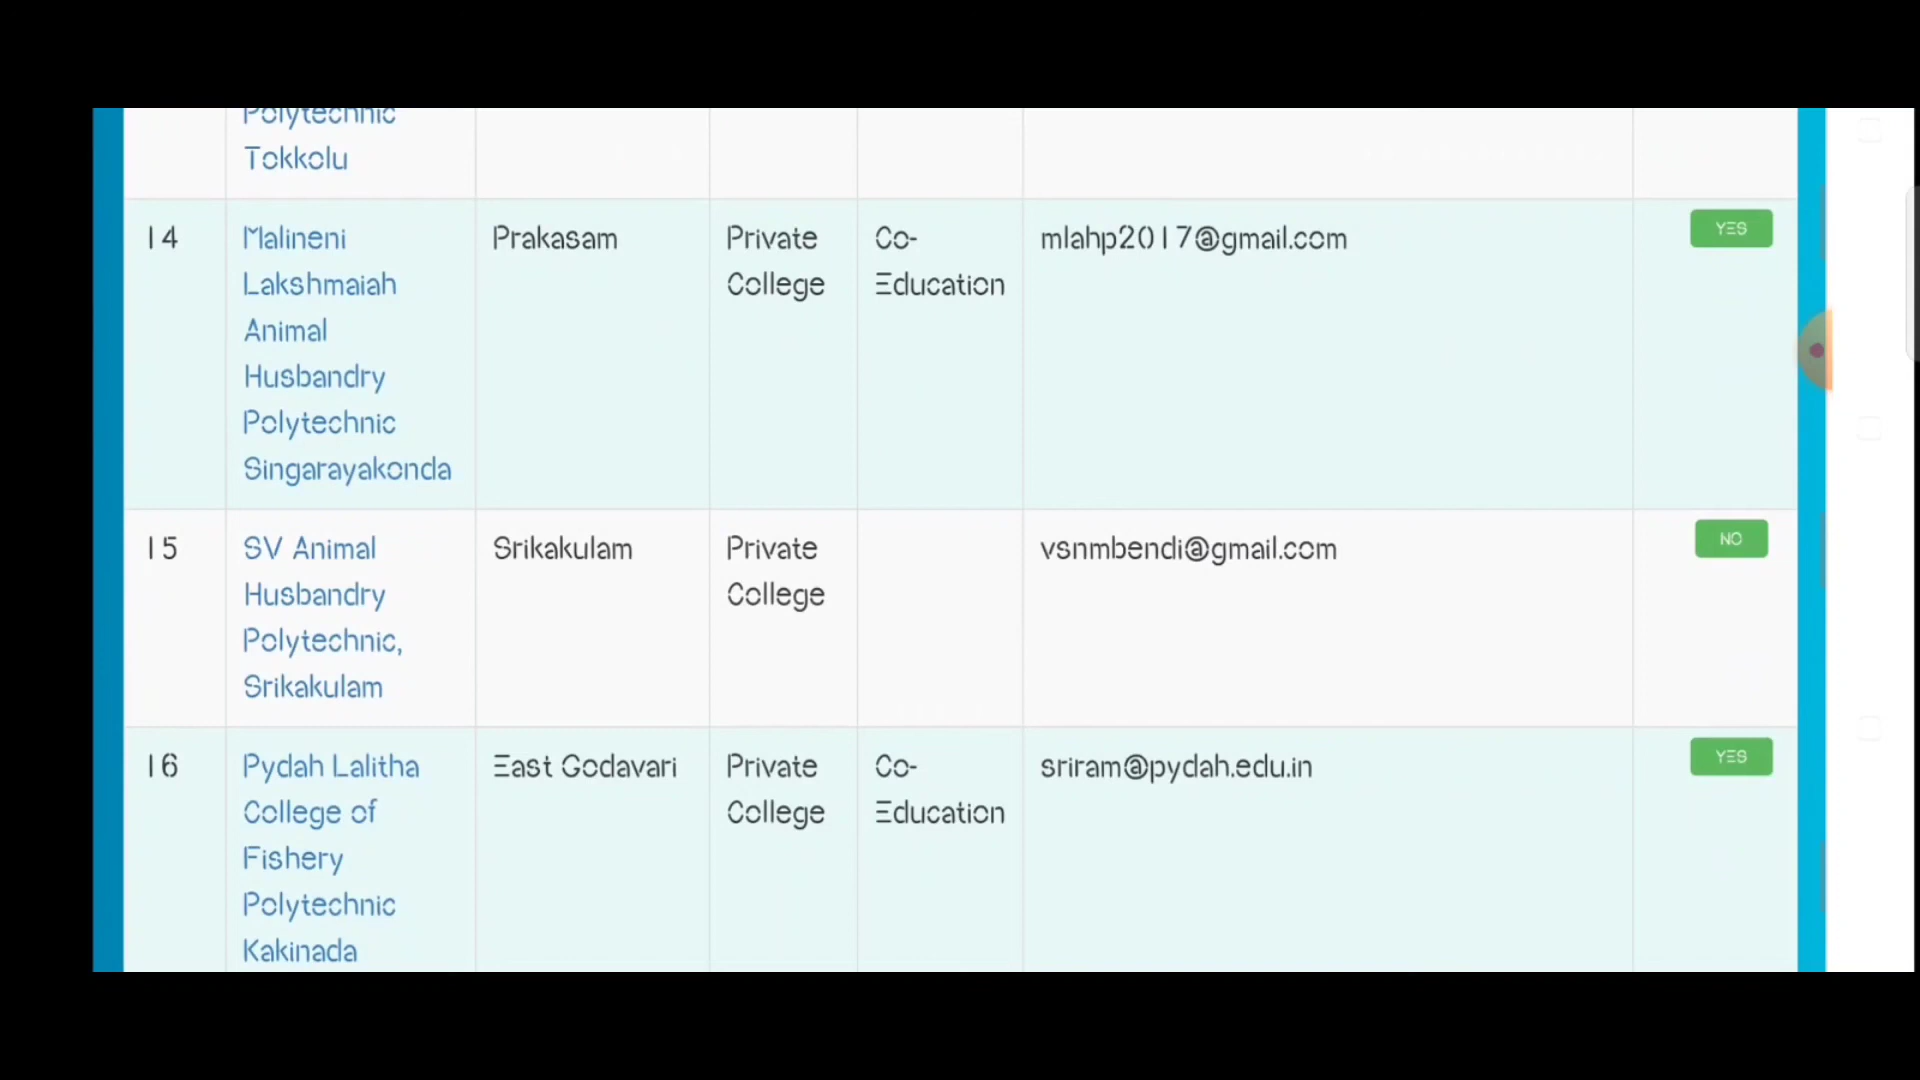 Polytechnic
Tokkolu
14
Malineni
Lakshmaiah
Animal
Husbandry
Polytechnic
Singarayakonda
Prakasam
Private
College
Co-
Education
mlahp2017@gmail.com
YES
15
SV Animal
Husbandry
Polytechnic,
Srikakulam
Srikakulam
Private
College
vsnmbendi@gmail.com
NO
16
Pydah Lalitha
College of
Fishery
Polytechnic
Kakinada
East Godavari
Private
College
Co-
Education
sriram@pydah.edu.in
YES